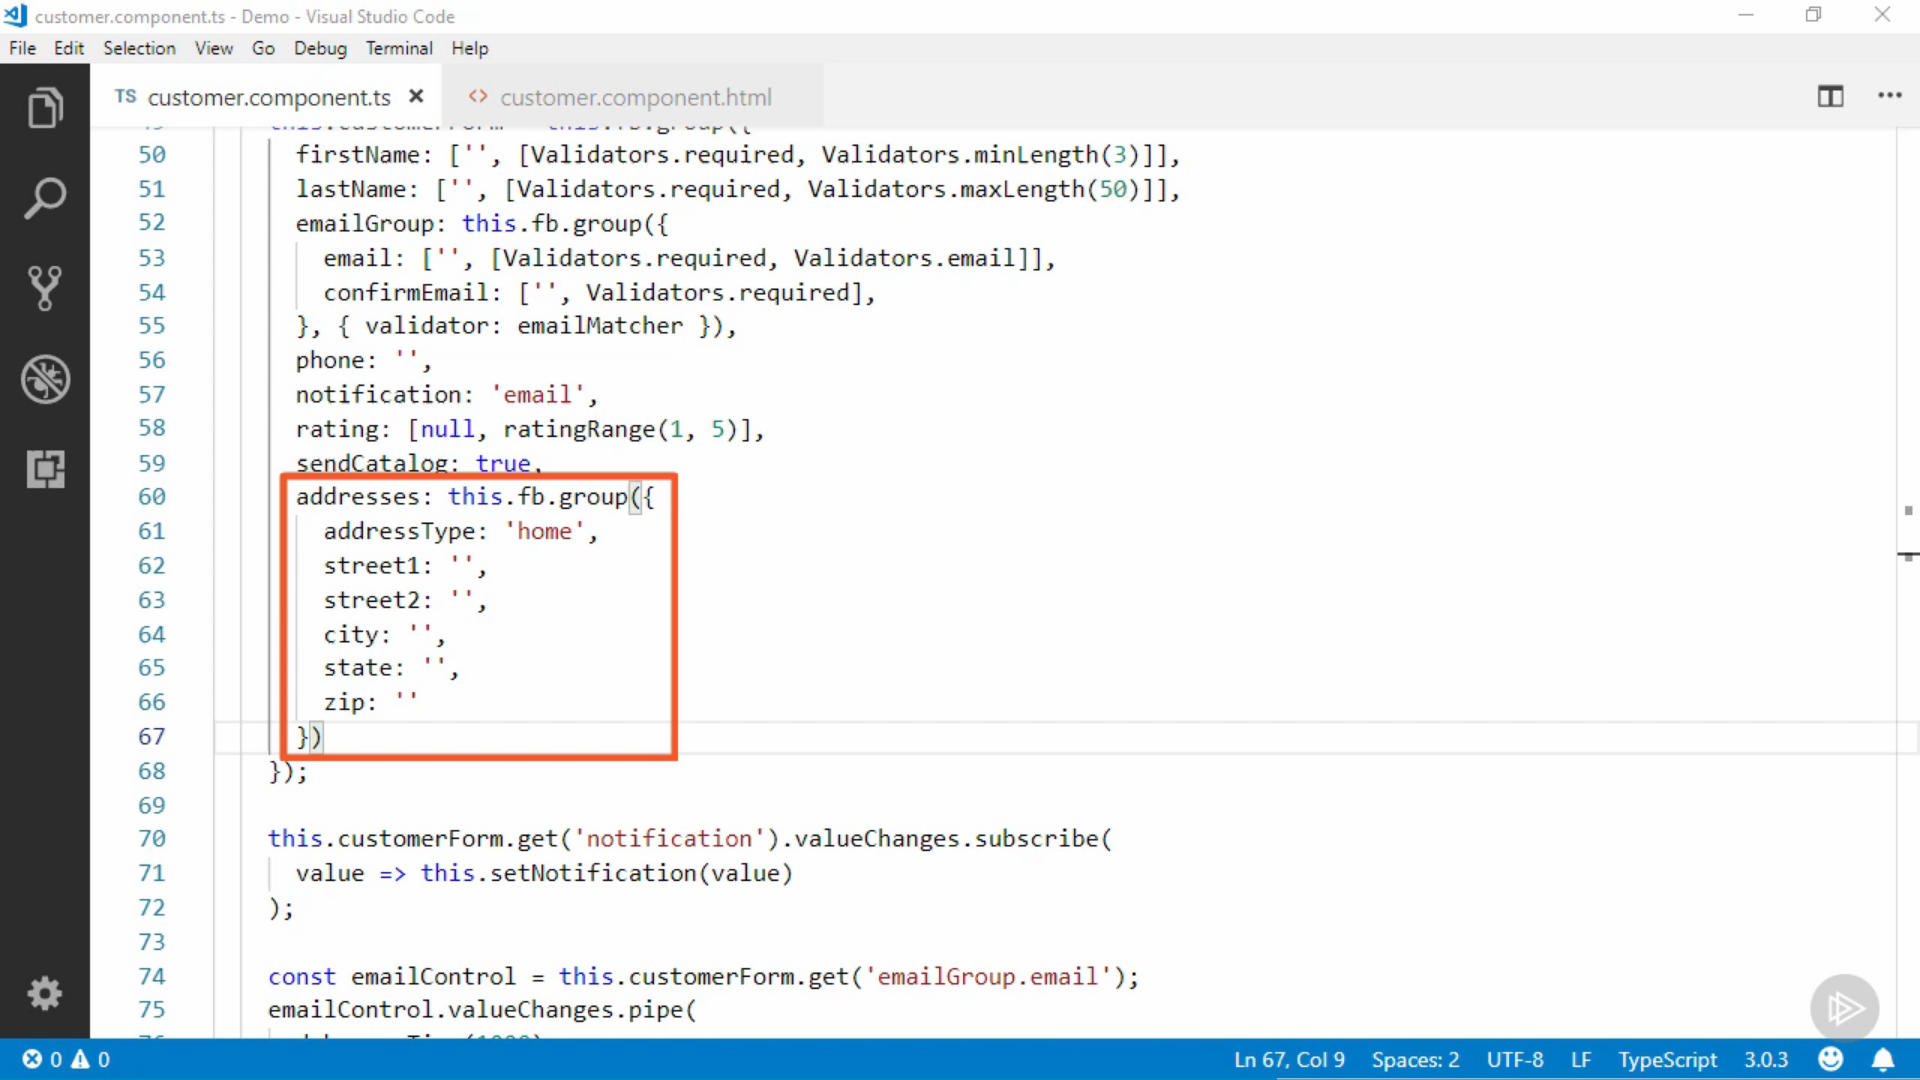 customer.component.ts - Demo - Visual Studio Code
File Edit Selection View Go Debug Terminal Help
TS customer.component.ts
<> customer.component.html
50 firstName: ['', [Validators.required, Validators.minLength(3)]],
51 lastName: ['', [Validators.required, Validators.maxLength(50)]],
52 emailGroup: this.fb.group({
53 email: ['', [Validators.required, Validators.email]],
54 confirmEmail: ['', Validators.required],
55 }, { validator: emailMatcher }),
56 phone: '',
57 notification: 'email',
58 rating: [null, ratingRange(1, 5)],
59 sendCatalog: true,
60 addresses: this.fb.group({
61 addressType: 'home',
62 street1: '',
63 street2: '',
64 city: '',
65 state: '',
66 zip: ''
67 })
68 });
69
70 this.customerForm.get('notification').valueChanges.subscribe(
71 value => this.setNotification(value)
72 );
73
74 const emailControl = this.customerForm.get('emailGroup.email');
75 emailControl.valueChanges.pipe(
0 0 Ln 67, Col 9 Spaces: 2 UTF-8 LF TypeScript 3.0.3